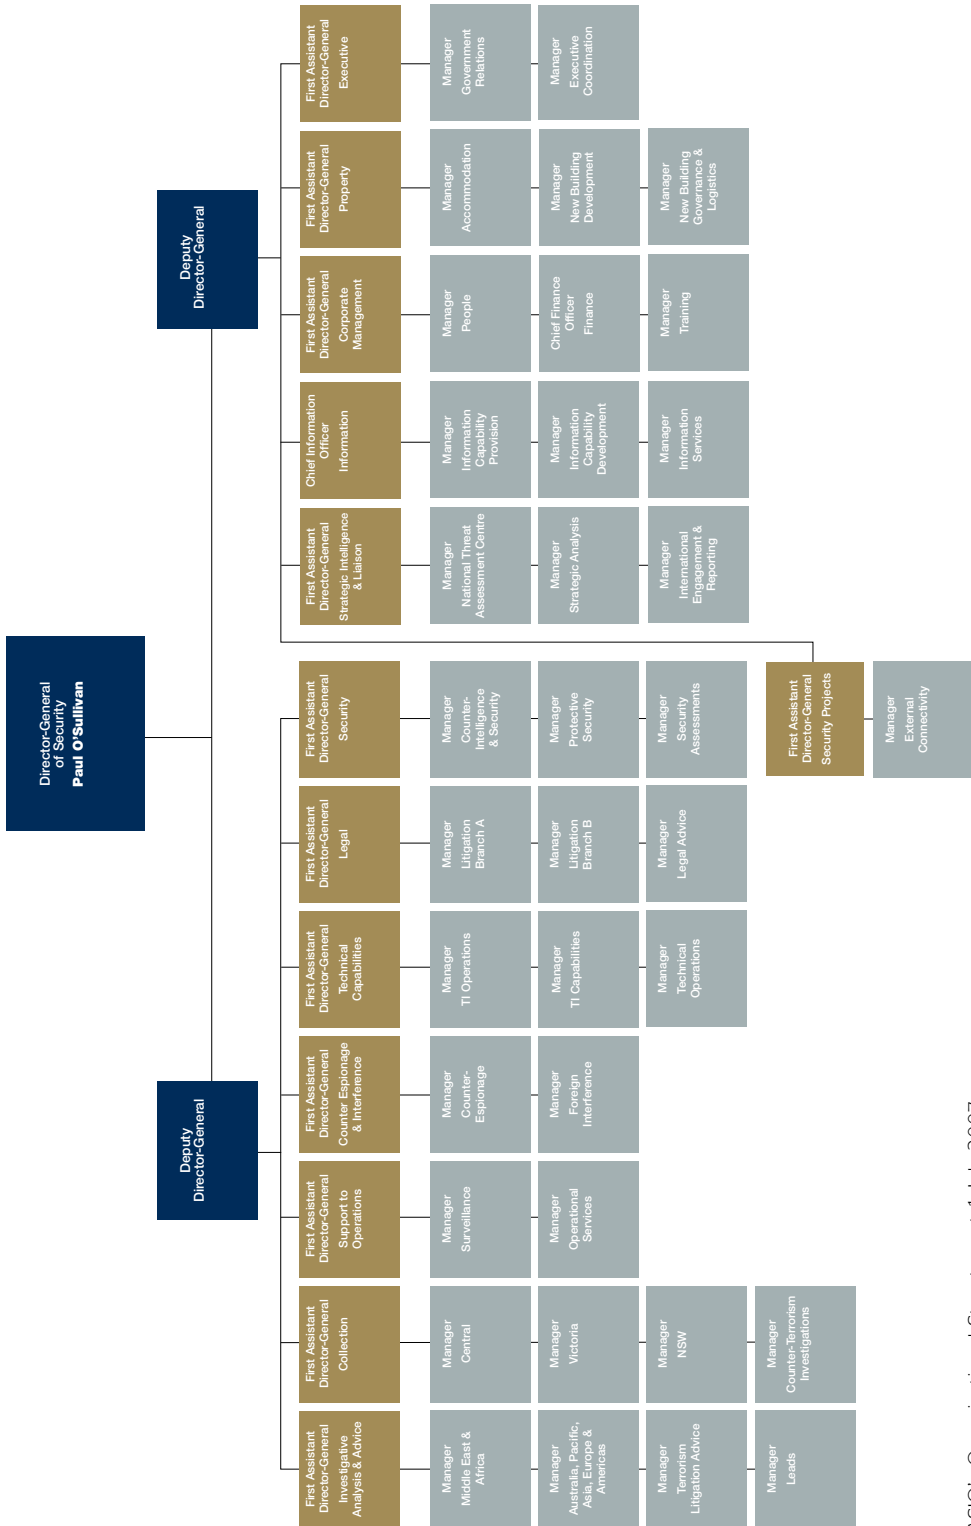 Director-General
of Security
Paul O'Sullivan
Deputy
Director-General
Deputy
Director-General
First Assistant
Director-General
Investigative
Analysis & Advice
Manager
Middle East &
Africa
Manager
Australia, Pacific,
Asia, Europe &
Americas
Manager
Terrorism
Litigation Advice
Manager
Leads
First Assistant
Director-General
Collection
Manager
Central
Manager
Victoria
Manager
NSW
Manager
Counter-Terrorism
Investigations
First Assistant
Director-General
Support to
Operations
Manager
Surveillance
Manager
Operational
Services
First Assistant
Director-General
Counter Espionage
& Interference
Manager
Counter-
Espionage
Manager
Foreign
Interference
First Assistant
Director-General
Technical
Capabilities
Manager
TI Operations
Manager
TI Capabilities
Manager
Technical
Operations
First Assistant
Director-General
Legal
Manager
Litigation
Branch A
Manager
Litigation
Branch B
Manager
Legal Advice
First Assistant
Director-General
Security
Manager
Counter-
Intelligence
& Security
Manager
Protective
Security
Manager
Security
Assessments
First Assistant
Director-General
Security Projects
Manager
External
Connectivity
First Assistant
Director-General
Strategic Intelligence
& Liaison
Manager
National Threat
Assessment Centre
Manager
Strategic Analysis
Manager
International
Engagement &
Reporting
Chief Information
Officer
Information
Manager
Information
Capability
Provision
Manager
Information
Capability
Development
Manager
Information
Services
First Assistant
Director-General
Corporate
Management
Manager
People
Chief Finance
Officer
Finance
Manager
Training
First Assistant
Director-General
Property
Manager
Accommodation
Manager
New Building
Development
Manager
New Building
Governance &
Logistics
First Assistant
Director-General
Executive
Manager
Government
Relations
Manager
Executive
Coordination
ASIO's Organisational Structure at 1 July 2007